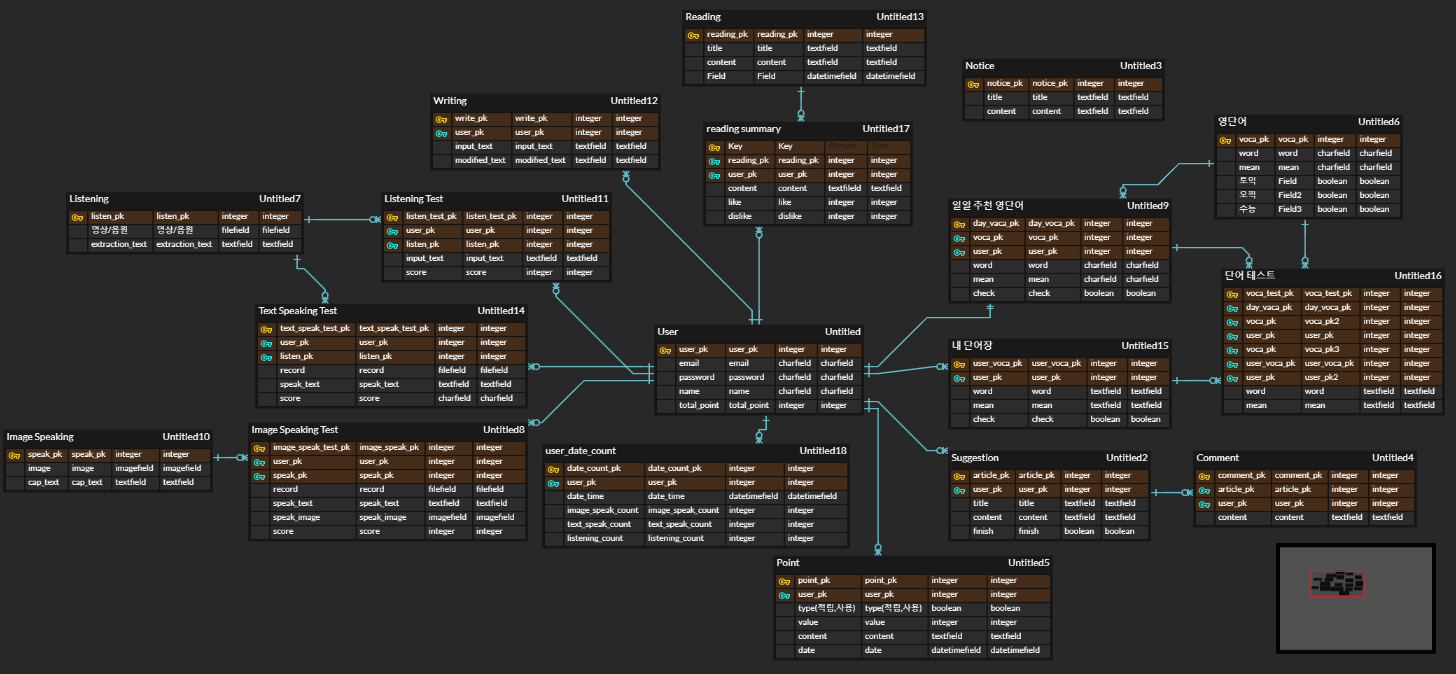 Reading Untitled13
reading_pk reading_pk integer integer
title title textfield textfield
content content textfield textfield
Field Field datetimefield datetimefield
Notice Untitled3
notice_pk notice_pk integer integer
title title textfield textfield
content content textfield textfield
Writing Untitled12
write_pk write_pk integer integer
user_pk user_pk integer integer
input_text input_text textfield textfield
modified_text modified_text textfield textfield
reading summary Untitled17
Key Key Domain Type
reading_pk reading_pk integer integer
user_pk user_pk integer integer
content content textfileld textfield
like like integer integer
dislike dislike integer integer
영단어 Untitled6
voca_pk voca_pk integer integer
word word charfield charfield
mean mean charfield charfield
토익 Field boolean boolean
오픽 Field2 boolean boolean
수능 Field3 boolean boolean
Listening Untitled7
listen_pk listen_pk integer integer
영상/음원 영상/음원 filefield filefield
extraction_text extraction_text textfield textfield
Listening Test Untitled11
listen_test_pk listen_test_pk integer integer
user_pk user_pk integer integer
listen_pk listen_pk integer integer
input_text input_text textfield textfield
score score integer integer
일일 추천 영단어 Untitled9
day_vaca_pk day_voca_pk integer integer
voca_pk voca_pk integer integer
user_pk user_pk integer integer
word word charfield charfield
mean mean charfield charfield
check check boolean boolean
단어 테스트 Untitled16
voca_test_pk voca_test_pk integer integer
day_vaca_pk day_voca_pk integer integer
voca_pk voca_pk2 integer integer
user_pk user_pk integer integer
voca_pk voca_pk3 integer integer
user_voca_pk user_voca_pk integer integer
user_pk user_pk2 integer integer
word word textfield textfield
mean mean textfield textfield
Text Speaking Test Untitled14
text_speak_test_pk text_speak_test_pk integer integer
user_pk user_pk integer integer
listen_pk listen_pk integer integer
record record filefield filefield
speak_text speak_text textfield textfield
score score charfield charfield
User Untitled
user_pk user_pk integer integer
email email charfield charfield
password password charfield charfield
name name charfield charfield
total_point total_point integer integer
내 단어장 Untitled15
user_voca_pk user_voca_pk integer integer
user_pk user_pk integer integer
word word textfield textfield
mean mean textfield textfield
check check boolean boolean
Image Speaking Untitled10
speak_pk speak_pk integer integer
image image imagefield imagefield
cap_text cap_text textfield textfield
Image Speaking Test Untitled8
image_speak_test_pk image_speak_test_pk integer integer
user_pk user_pk integer integer
speak_pk speak_pk integer integer
record record filefield filefield
speak_text speak_text textfield textfield
speak_image speak_image imagefield imagefield
score score integer integer
user_date_count Untitled18
date_count_pk date_count_pk integer integer
user_pk user_pk integer integer
date_time date_time datetimefield datetimefield
image_speak_count image_speak_count integer integer
text_speak_count text_speak_count integer integer
listening_count listening_count integer integer
Suggestion Untitled2
article_pk article_pk integer integer
user_pk user_pk integer integer
title title textfield textfield
content content textfield textfield
finish finish boolean boolean
Comment Untitled4
comment_pk comment_pk integer integer
article_pk article_pk integer integer
user_pk user_pk integer integer
content content textfield textfield
Point Untitled5
point_pk point_pk integer integer
user_pk user_pk integer integer
type(적립,사용) type(적립,사용) boolean boolean
value value integer integer
content content textfield textfield
date date datetimefield datetimefield